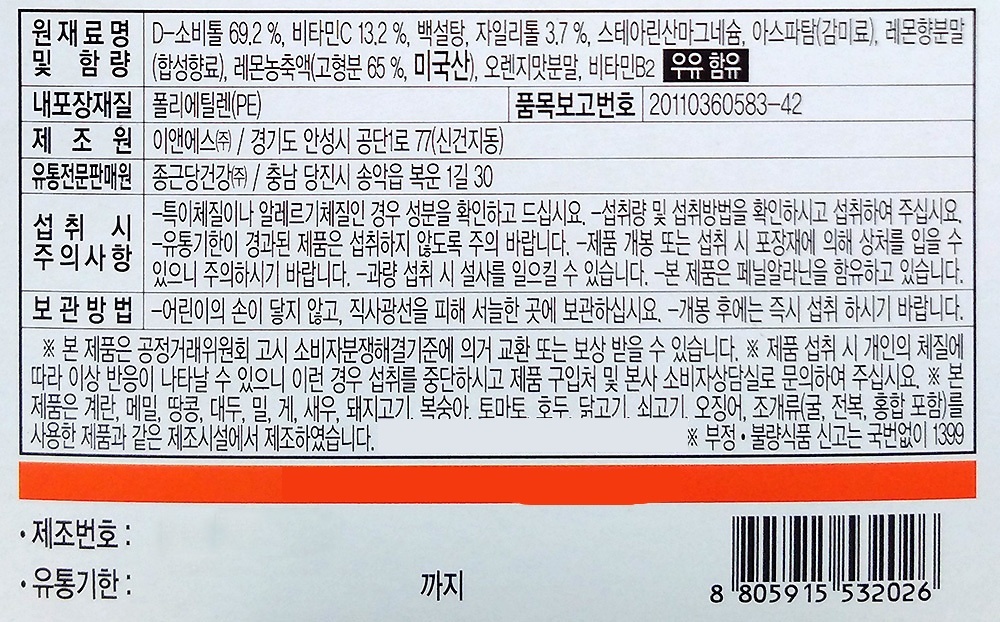 원재료명 및 함량 D-소비톨 69.2 %, 비타민C 13.2 %, 백설탕, 자일리톨 3.7 %, 스테아린산마그네슘, 아스파탐(감미료), 레몬향분말
(합성향료), 레몬농축액(고형분 65 %, 미국산), 오렌지맛분말, 비타민B2 우유 함유
내포장재질 폴리에틸렌(PE) 품목보고번호 20110360583-42
제 조 원 이앤에스㈜ / 경기도 안성시 공단1로 77(신건지동)
유통전문판매원 종근당건강㈜ / 충남 당진시 송악읍 복운 1길 30
섭 취 시 주의사항 -특이체질이나 알레르기체질인 경우 성분을 확인하고 드십시요. -섭취량 및 섭취방법을 확인하시고 섭취하여 주십시요.
-유통기한이 경과된 제품은 섭취하지 않도록 주의 바랍니다. -제품 개봉 또는 섭취 시 포장재에 의해 상처를 입을 수
있으니 주의하시기 바랍니다. -과량 섭취 시 설사를 일으킬 수 있습니다. -본 제품은 페닐알라닌을 함유하고 있습니다.
보관방법 -어린이의 손이 닿지 않고, 직사광선을 피해 서늘한 곳에 보관하십시요. -개봉 후에는 즉시 섭취 하시기 바랍니다.
※ 본 제품은 공정거래위원회 고시 소비자분쟁해결기준에 의거 교환 또는 보상 받을 수 있습니다. ※ 제품 섭취 시 개인의 체질에
따라 이상 반응이 나타날 수 있으니 이런 경우 섭취를 중단하시고 제품 구입처 및 본사 소비자상담실로 문의하여 주십시요. ※ 본
제품은 계란, 메밀, 땅콩, 대두, 밀, 게, 새우, 돼지고기, 복숭아, 토마토, 호두, 닭고기, 쇠고기, 오징어, 조개류(굴, 전복, 홍합 포함)를
사용한 제품과 같은 제조시설에서 제조하였습니다. ※ 부정·불량식품 신고는 국번없이 1399
· 제조번호 :
· 유통기한 : 까지
8 805915 532026